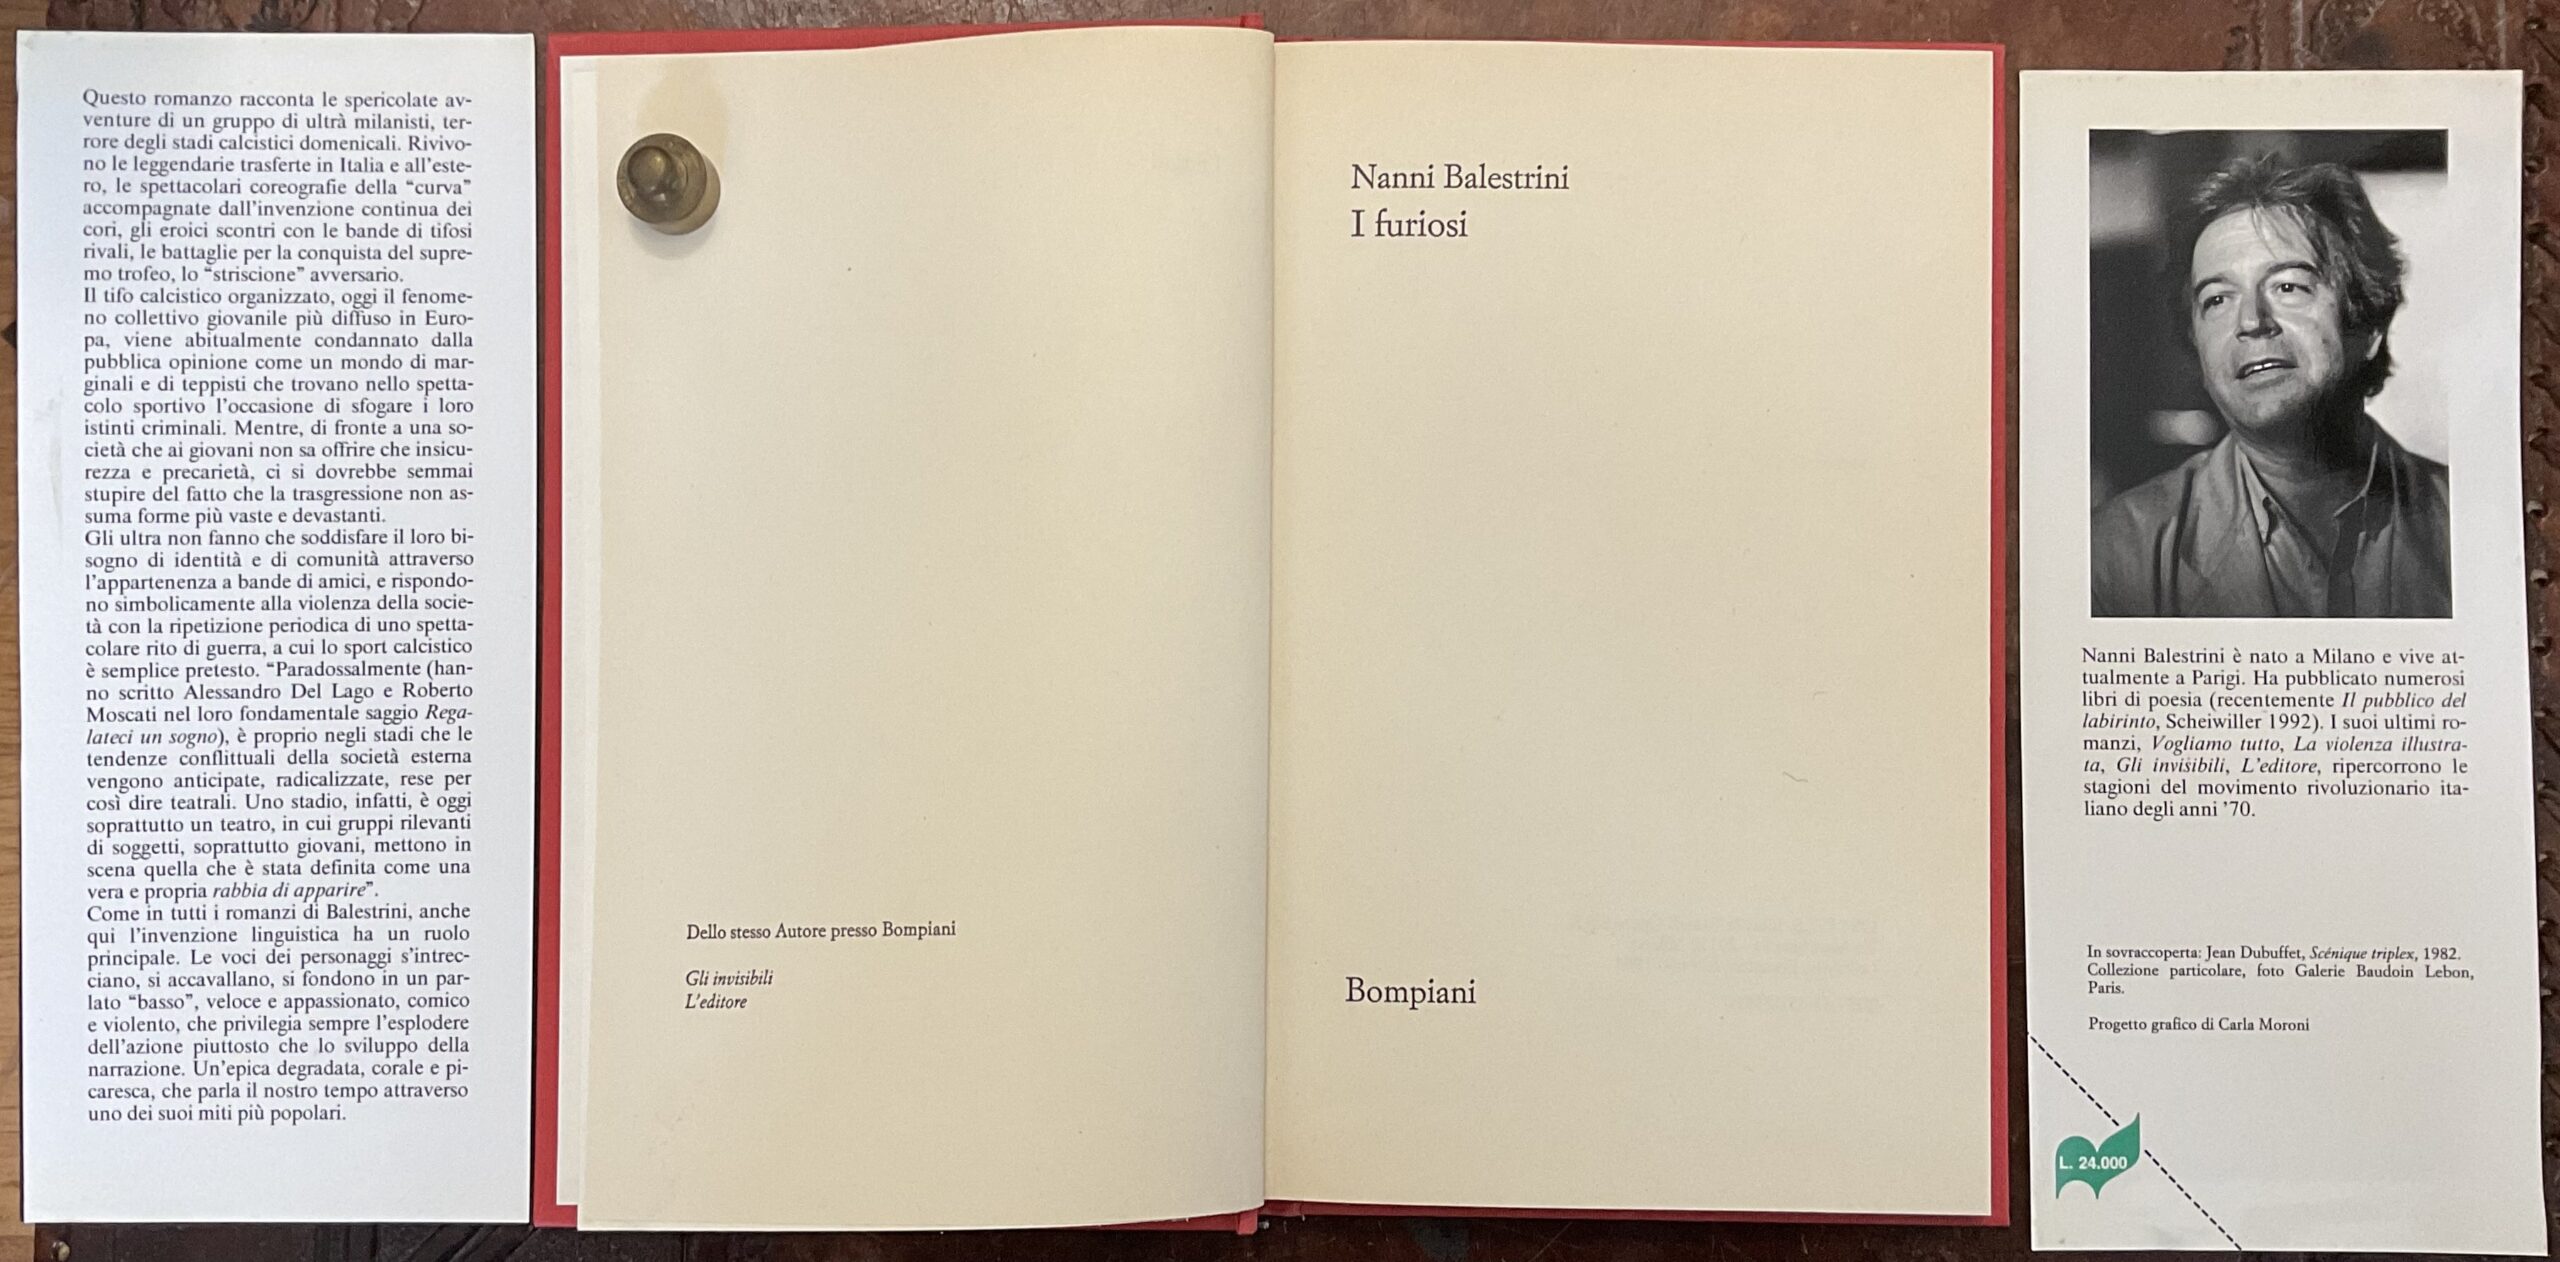 Questo romanzo racconta le spericolate av-
venture di un gruppo di ultrà milanisti, ter-
rore degli stadi calcistici domenicali. Rivivo-
no le leggendarie trasferte in Italia e all'este-
ro, le spettacolari coreografie della “curva”
accompagnate dall'invenzione continua dei
cori, gli eroici scontri con le bande di tifosi
rivali, le battaglie per la conquista del supre-
mo trofeo, lo “striscione” avversario.
Il tifo calcistico organizzato, oggi il fenome-
no collettivo giovanile più diffuso in Euro-
pa, viene abitualmente condannato dalla
pubblica opinione come un mondo di mar-
ginali e di teppisti che trovano nello spetta-
colo sportivo l'occasione di sfogare i loro
istinti criminali. Mentre, di fronte a una so-
cietà che ai giovani non sa offrire che insicu-
rezza e precarietà, ci si dovrebbe semmai
stupire del fatto che la trasgressione non as-
suma forme più vaste e devastanti.
Gli ultra non fanno che soddisfare il loro bi-
sogno di identità e di comunità attraverso
l'appartenenza a bande di amici, e rispondo-
no simbolicamente alla violenza della socie-
tà con la ripetizione periodica di uno spetta-
colare rito di guerra, a cui lo sport calcistico
è semplice pretesto. “Paradossalmente (han-
no scritto Alessandro Del Lago e Roberto
Moscati nel loro fondamentale saggio Rega-
lateci un sogno), è proprio negli stadi che le
tendenze conflittuali della società esterna
vengono anticipate, radicalizzate, rese per
così dire teatrali. Uno stadio, infatti, è oggi
soprattutto un teatro, in cui gruppi rilevanti
di soggetti, soprattutto giovani, mettono in
scena quella che è stata definita come una
vera e propria rabbia di apparire”.
Come in tutti i romanzi di Balestrini, anche
qui l'invenzione linguistica ha un ruolo
principale. Le voci dei personaggi s'intrec-
ciano, si accavallano, si fondono in un par-
lato “basso”, veloce e appassionato, comico
e violento, che privilegia sempre l'esplodere
dell'azione piuttosto che lo sviluppo della
narrazione. Un'epica degradata, corale e pi-
caresca, che parla il nostro tempo attraverso
uno dei suoi miti più popolari.
Dello stesso Autore presso Bompiani
Gli invisibili
L'editore
Nanni Balestrini
I furiosi
Bompiani
Nanni Balestrini è nato a Milano e vive at-
tualmente a Parigi. Ha pubblicato numerosi
libri di poesia (recentemente Il pubblico del
labirinto, Scheiwiller 1992). I suoi ultimi ro-
manzi, Vogliamo tutto, La violenza illustra-
ta, Gli invisibili, L'editore, ripercorrono le
stagioni del movimento rivoluzionario ita-
liano degli anni '70.
In sovraccoperta: Jean Dubuffet, Scénique triplex, 1982.
Collezione particolare, foto Galerie Baudoin Lebon,
Paris.
Progetto grafico di Carla Moroni
L. 24.000